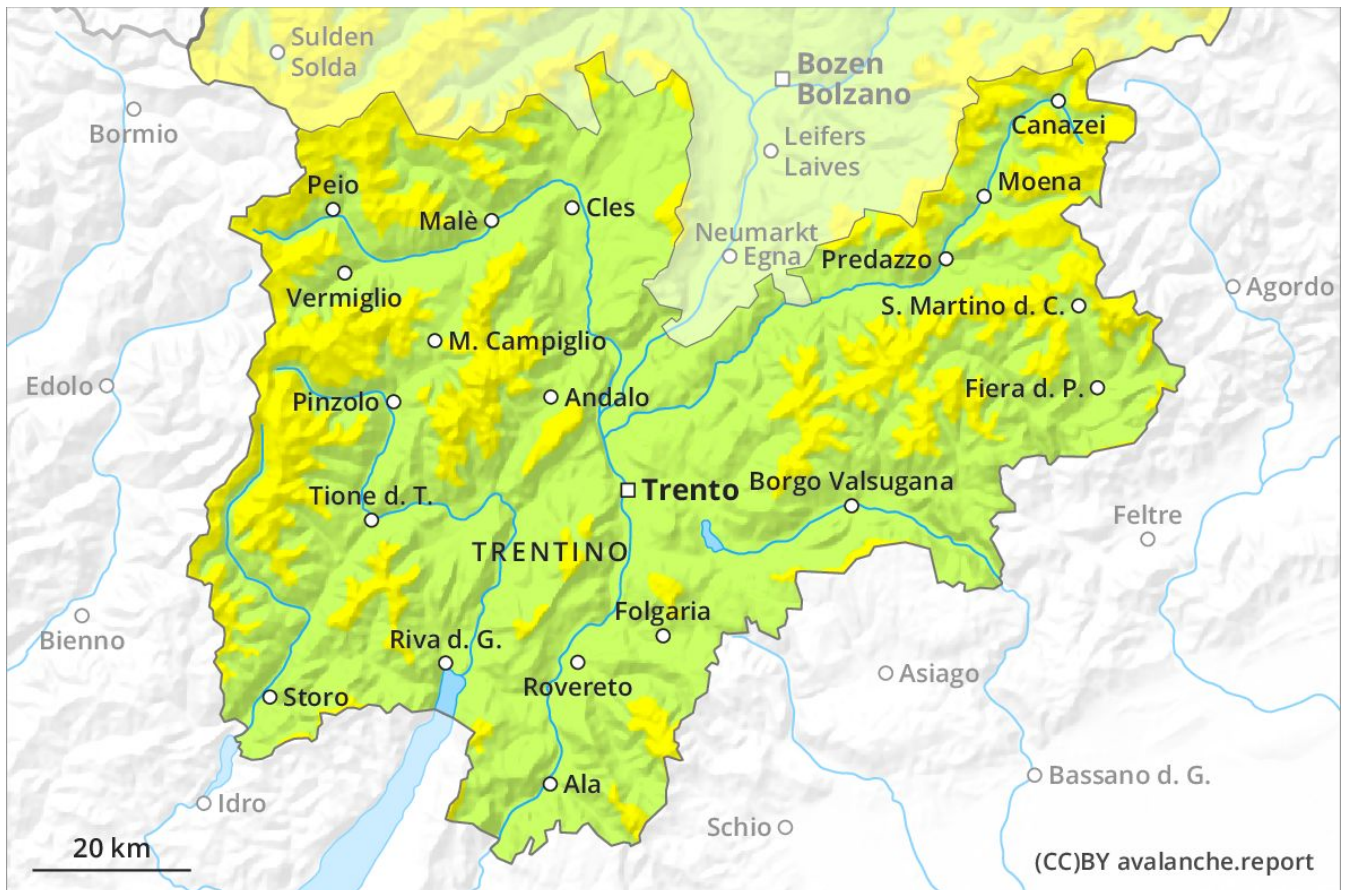 Sulden
Solda
Bozen
Bolzano
Bormio
Canazei
Leifers
Laives
Peio
Moena
Malè
Cles
Neumarkt
Egna
Predazzo
Vermiglio
Agordo
S. Martino d. C.
M. Campiglio
Edolo
Pinzolo
Andalo
Fiera d. P.
Trento
Borgo Valsugana
Tione d. T.
Feltre
TRENTINO
Folgaria
Bienno
Riva d. G.
Asiago
Rovereto
Storo
Bassano d. G.
Ala
Idro
Schio
20 km
(CC)BY avalanche.report